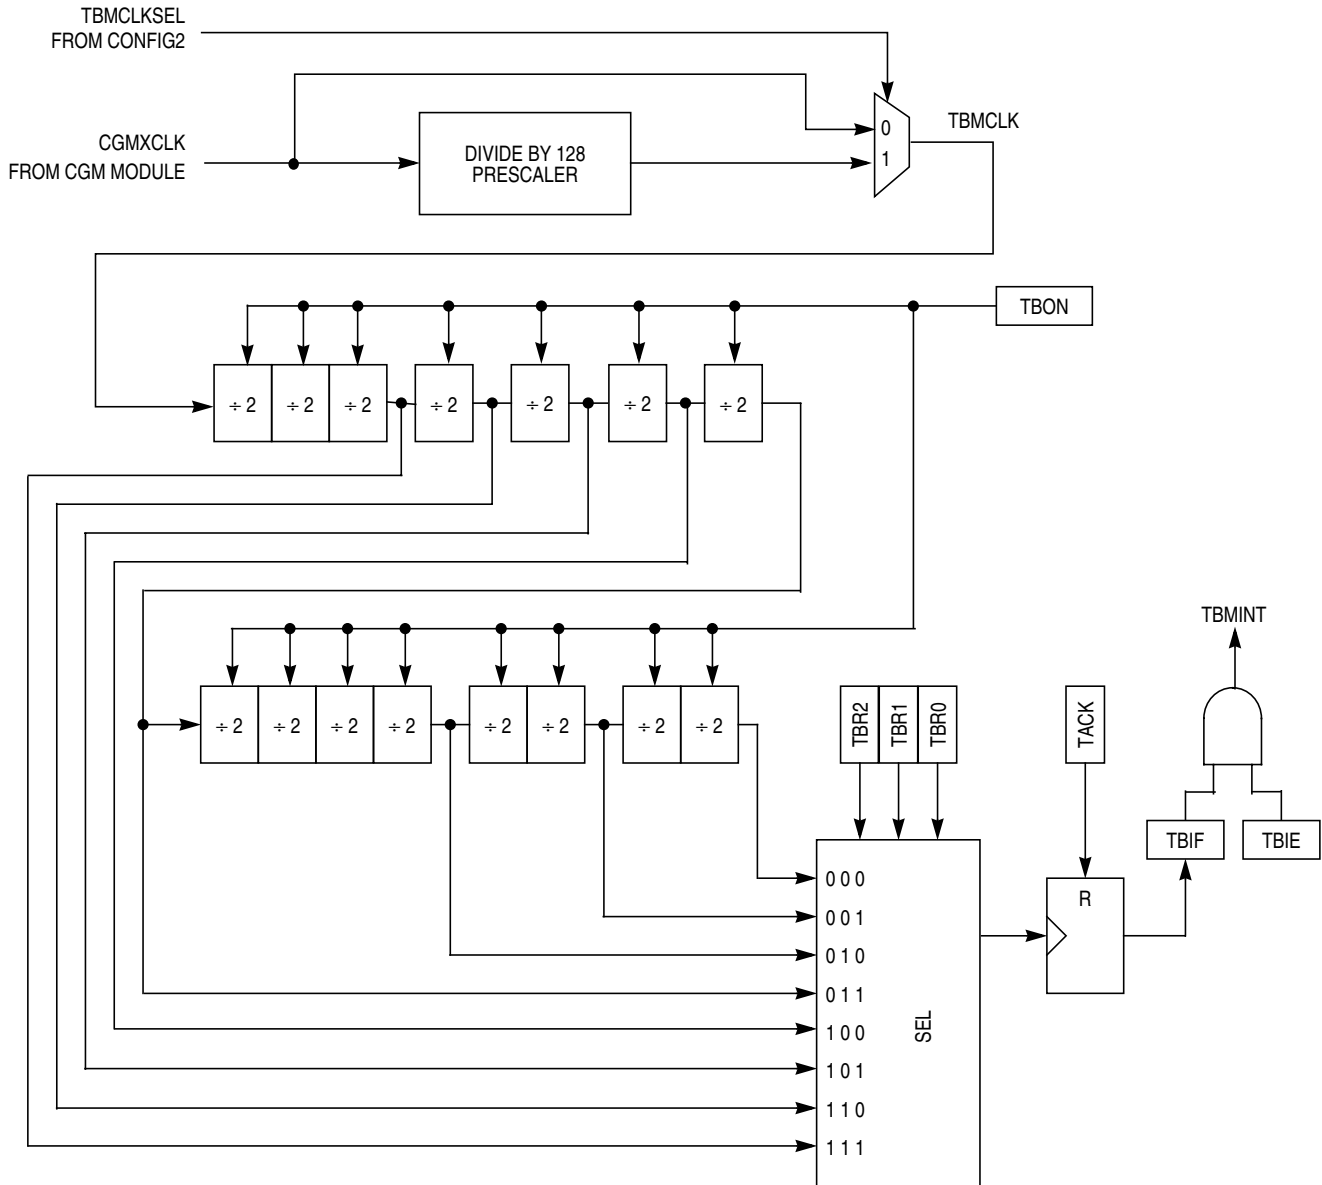 TBMCLKSEL
FROM CONFIG2
CGMXCLK
FROM CGM MODULE
DIVIDE BY 128
PRESCALER
0
1
TBMCLK
TBON
÷ 2
÷ 2
÷ 2
÷ 2
÷ 2
÷ 2
÷ 2
TBMINT
÷ 2
÷ 2
÷ 2
÷ 2
÷ 2
÷ 2
÷ 2
÷ 2
TBR2
TBR1
TBR0
TACK
TBIF
TBIE
R
0 0 0
0 0 1
0 1 0
0 1 1
1 0 0
1 0 1
1 1 0
1 1 1
SEL